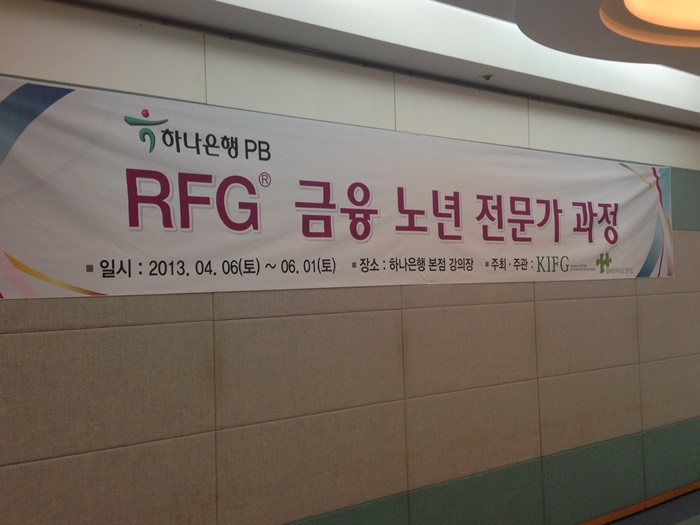 하나은행 PB
RFG® 금융 노년 전문가 과정
■ 일시 : 2013. 04. 06(토) ~ 06. 01(토) ■ 장소 : 하나은행 본점 강의장 ■ 주최 · 주관 : KIFG